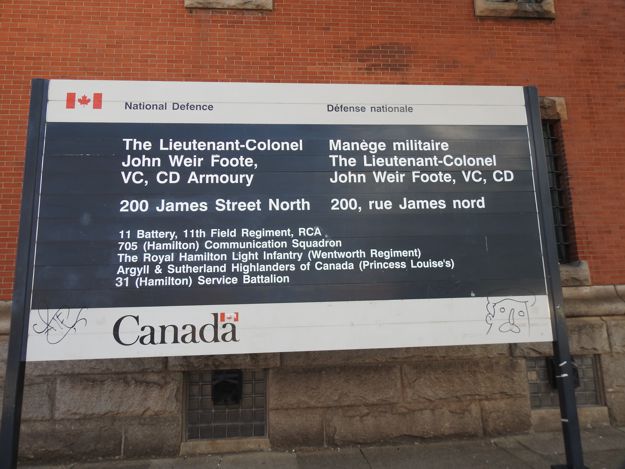 National Defence
Défense nationale
The Lieutenant-Colonel
John Weir Foote,
VC, CD Armoury
Manège militaire
The Lieutenant-Colonel
John Weir Foote, VC, CD
200 James Street North
200, rue James nord
11 Battery, 11th Field Regiment, RCA
705 (Hamilton) Communication Squadron
The Royal Hamilton Light Infantry (Wentworth Regiment)
Argyll & Sutherland Highlanders of Canada (Princess Louise's)
31 (Hamilton) Service Battalion
Canada